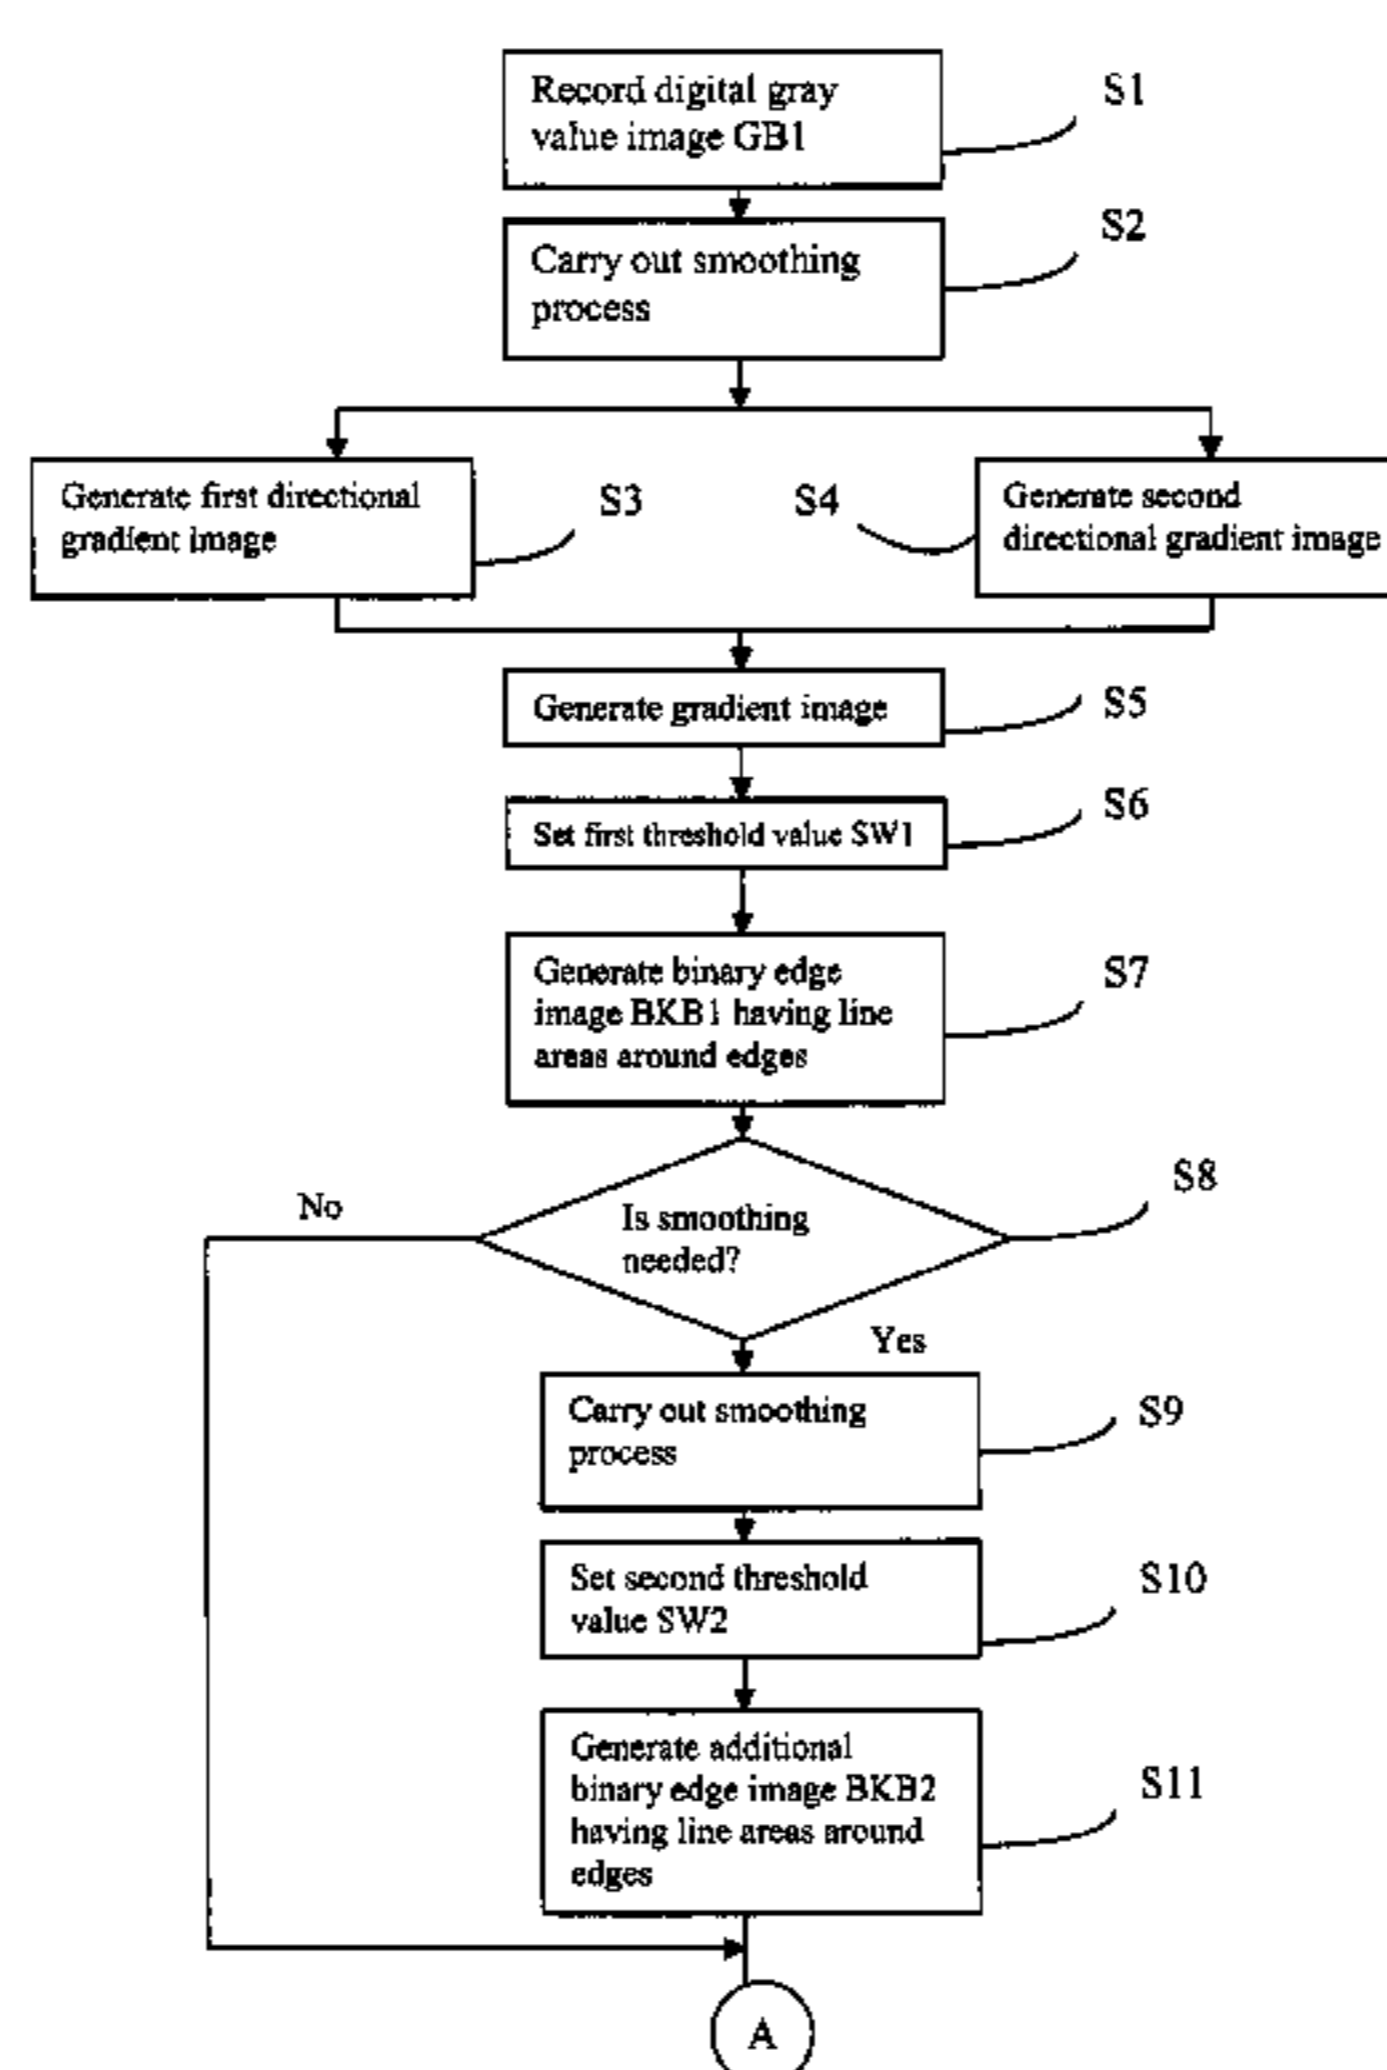 Record digital gray
value image GB1
S1
Carry out smoothing
process
S2
Generate first directional
gradient image
S3
S4
Generate second
directional gradient image
Generate gradient image
S5
Set first threshold value SW1
S6
Generate binary edge
image BKB1 having line
areas around edges
S7
Is smoothing
needed?
S8
No
Yes
Carry out smoothing
process
S9
Set second threshold
value SW2
S10
Generate additional
binary edge image BKB2
having line areas around
edges
S11
A